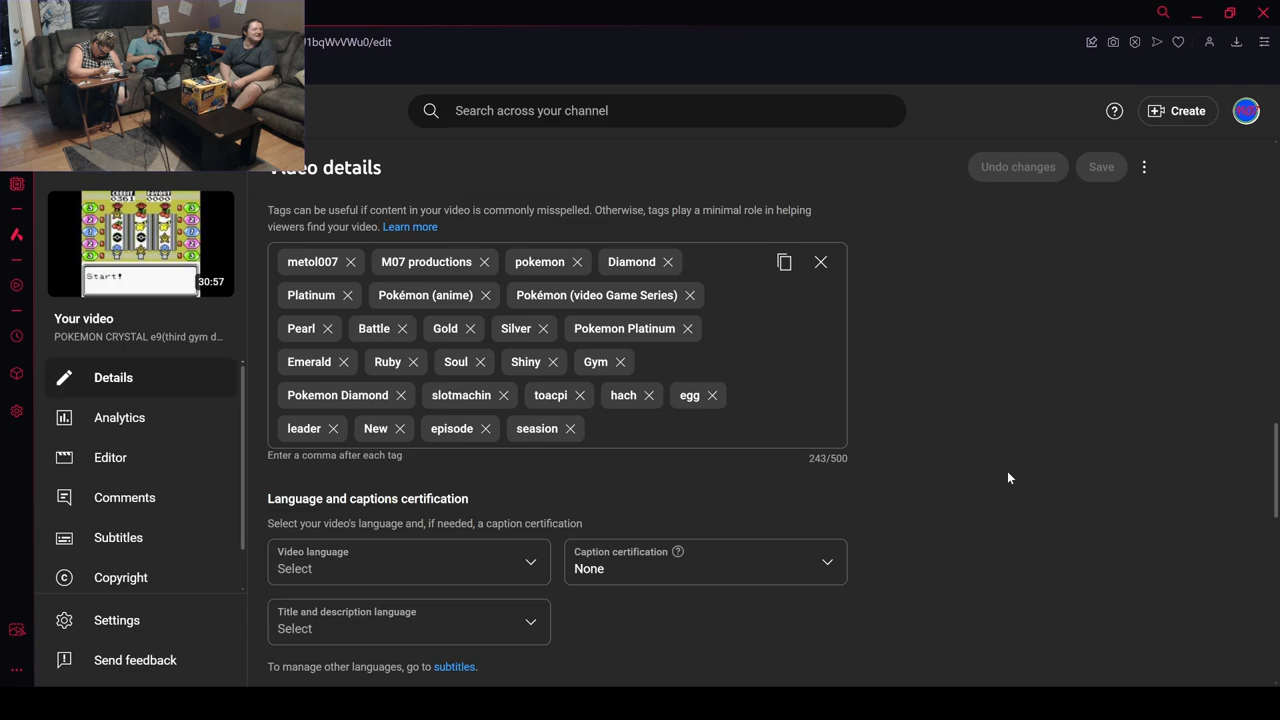 J1bqWvVWu0/edit
Search across your channel
Create
Video details
Undo changes
Save
Tags can be useful if content in your video is commonly misspelled. Otherwise, tags play a minimal role in helping
viewers find your video. Learn more
metol007 M07 productions pokemon Diamond
Platinum Pokémon (anime) Pokémon (video Game Series)
Pearl Battle Gold Silver Pokemon Platinum
Emerald Ruby Soul Shiny Gym
Pokemon Diamond slotmachin toacpi hach egg
leader New episode seasion
Enter a comma after each tag
243/500
Language and captions certification
Select your video's language and, if needed, a caption certification
Video language
Select
Caption certification
None
Title and description language
Select
To manage other languages, go to subtitles.
CREDIT PAYOUT
0361 0000
Start!
30:57
Your video
POKEMON CRYSTAL e9(third gym d...
Details
Analytics
Editor
Comments
Subtitles
Copyright
Settings
Send feedback